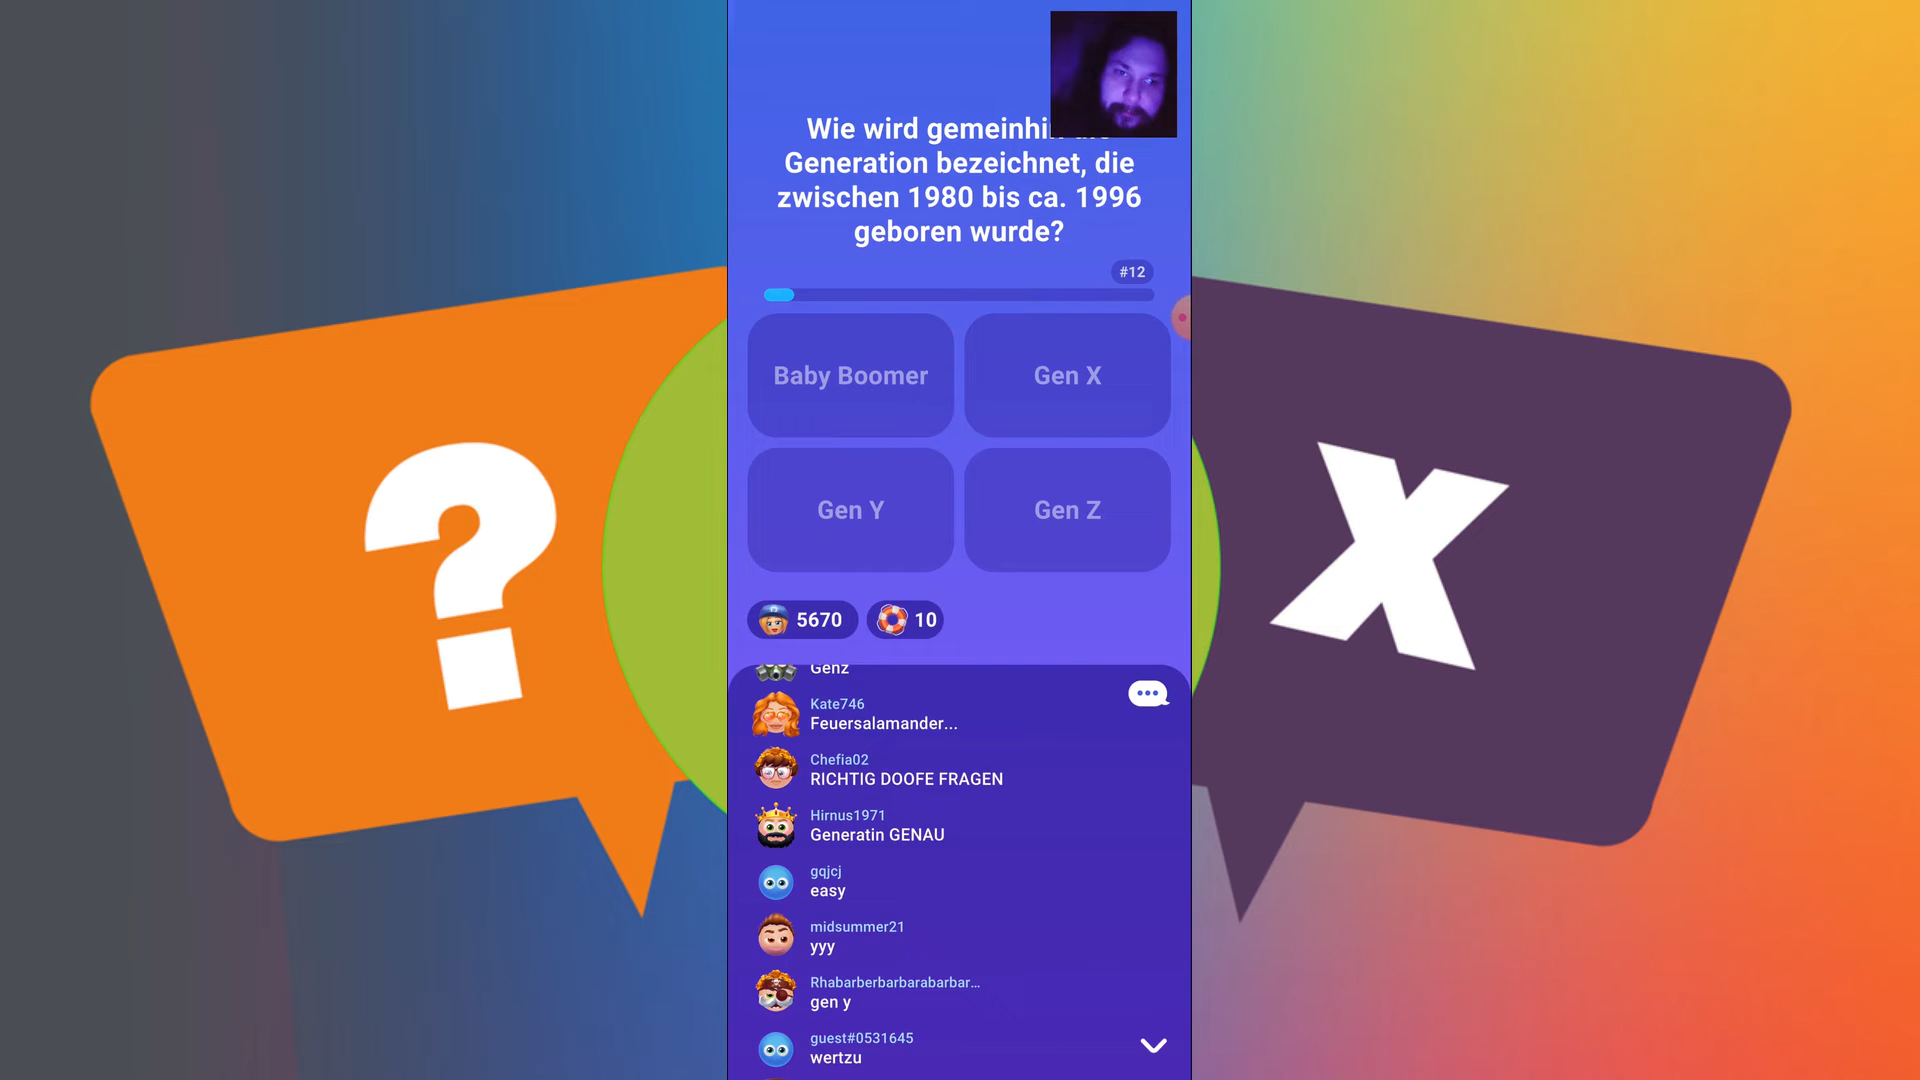 Wie wird gemeinhin
Generation bezeichnet, die
zwischen 1980 bis ca. 1996
geboren wurde?
#12
Baby Boomer
Gen X
Gen Y
Gen Z
5670
10
Genz
Kate746
Feuersalamander...
Chefia02
RICHTIG DOOFE FRAGEN
Hirnus1971
Generatin GENAU
gqjcj
easy
midsummer21
yyy
Rhabarberbarbarabarbar...
gen y
guest#0531645
wertzu
?
X